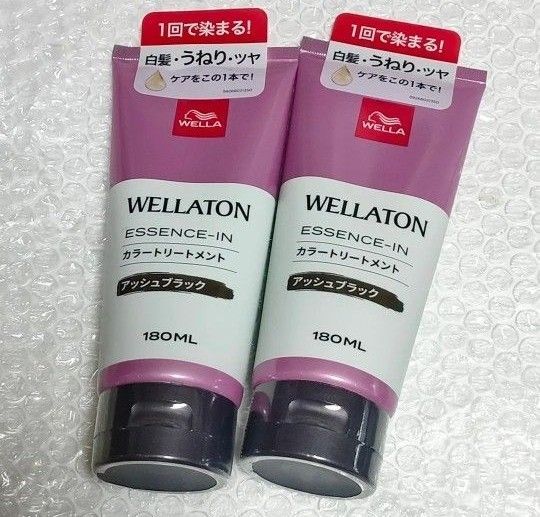 1回で染まる!
白髪・うねり・ツヤ
ケアをこの1本で!
WELLA
WELLATON
ESSENCE-IN
カラートリートメント
アッシュブラック
180ML
1回で染まる!
白髪・うねり・ツヤ
ケアをこの1本で!
WELLA
WELLATON
ESSENCE-IN
カラートリートメント
アッシュブラック
180ML